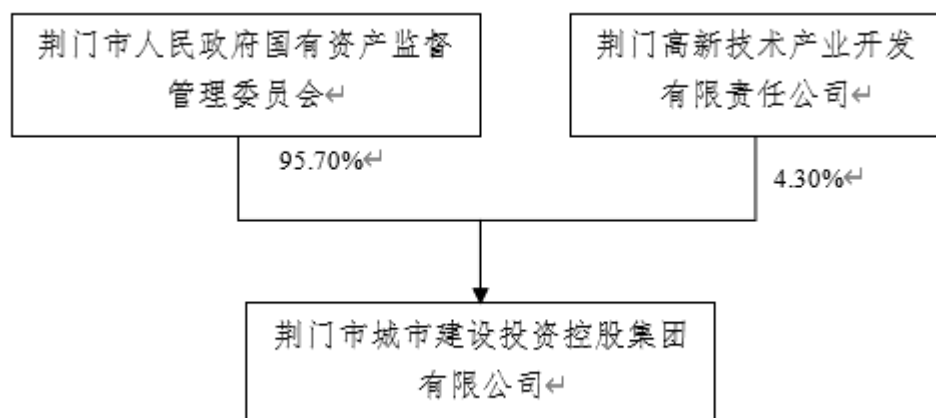 荆门市人民政府国有资产监督
管理委员会↵
荆门高新技术产业开发
有限责任公司↵
95.70%↵
4.30%↵
荆门市城市建设投资控股集团
有限公司↵